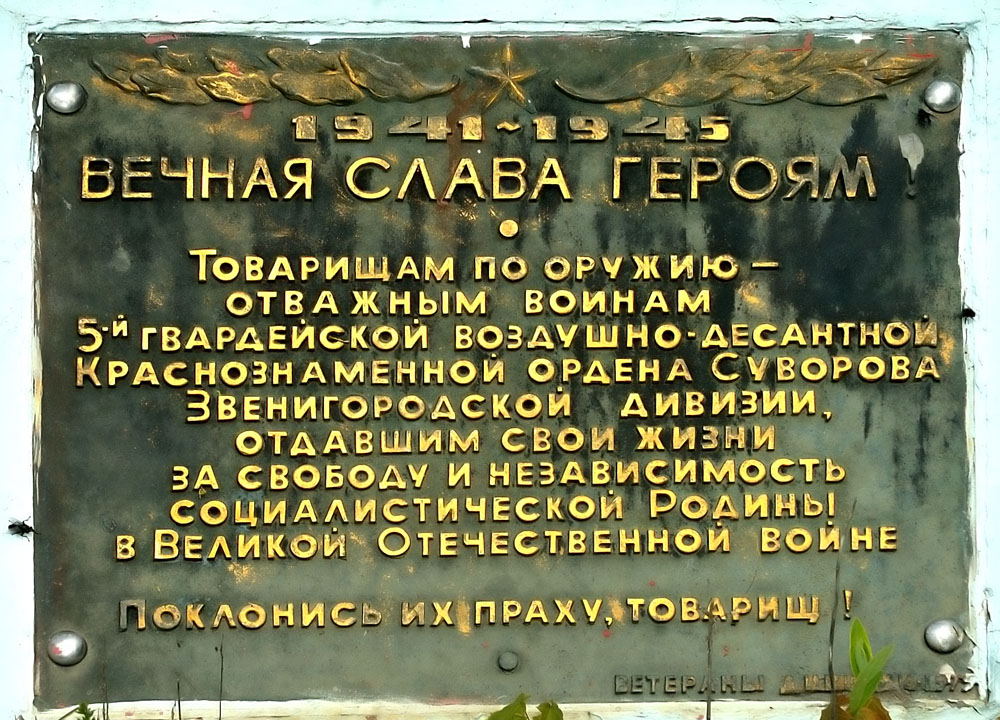 1941-1945
ВЕЧНАЯ СЛАВА ГЕРОЯМ !
ТОВАРИЩАМ ПО ОРУЖИЮ –
ОТВАЖНЫМ ВОИНАМ
5-й ГВАРДЕЙСКОЙ ВОЗДУШНО-ДЕСАНТНОЙ
КРАСНОЗНАМЕННОЙ ОРДЕНА СУВОРОВА
ЗВЕНИГОРОДСКОЙ ДИВИЗИИ,
ОТДАВШИМ СВОИ ЖИЗНИ
ЗА СВОБОДУ И НЕЗАВИСИМОСТЬ
СОЦИАЛИСТИЧЕСКОЙ РОДИНЫ
В ВЕЛИКОЙ ОТЕЧЕСТВЕННОЙ ВОЙНЕ
ПОКЛОНИСЬ ИХ ПРАХУ, ТОВАРИЩ !
ВЕТЕРАНЫ